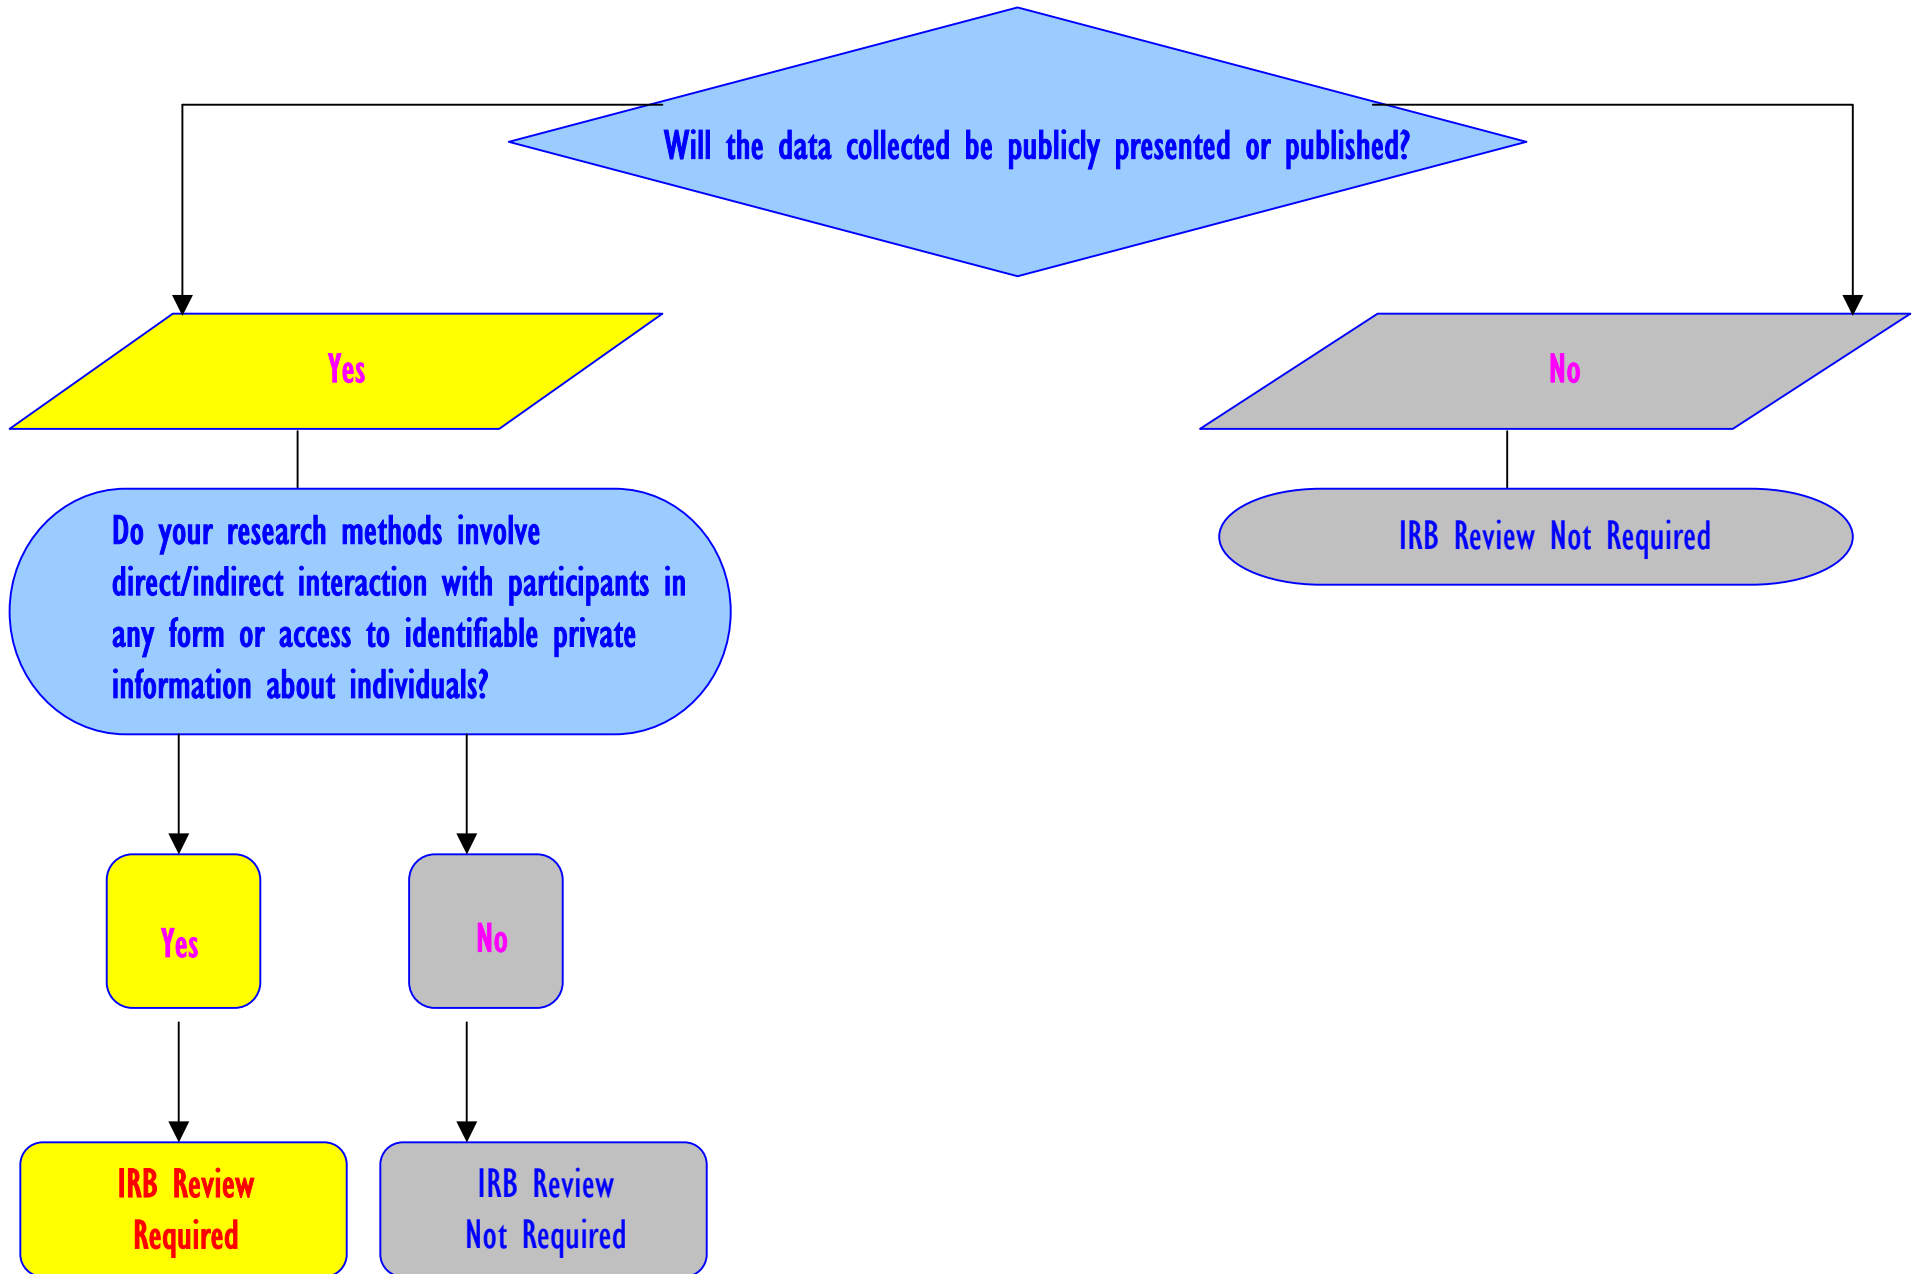 Will the data collected be publicly presented or published?
Yes
No
Do your research methods involve
direct/indirect interaction with participants in
any form or access to identifiable private
information about individuals?
IRB Review Not Required
Yes
No
IRB Review
Required
IRB Review
Not Required